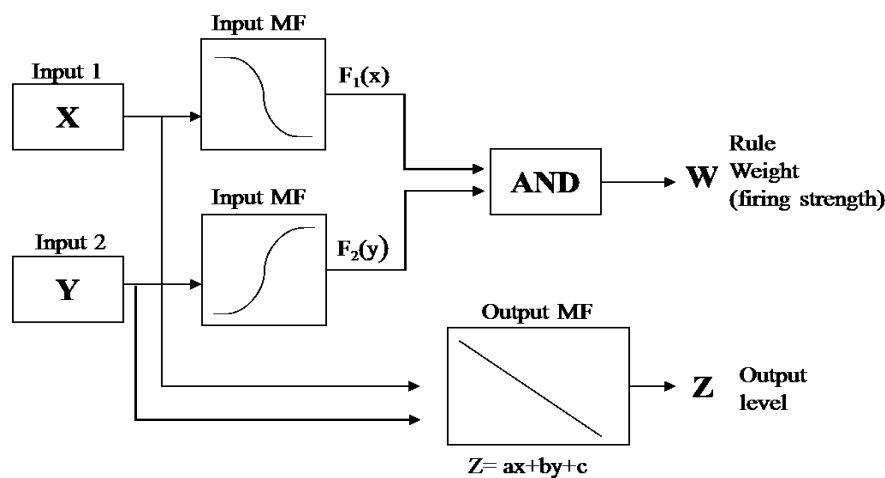 Input MF
Input 1
X
F₁(x)
AND
W
Rule
Weight
(firing strength)
Input MF
Input 2
Y
F₂(y)
Output MF
Z
Output
level
Z= ax+by+c